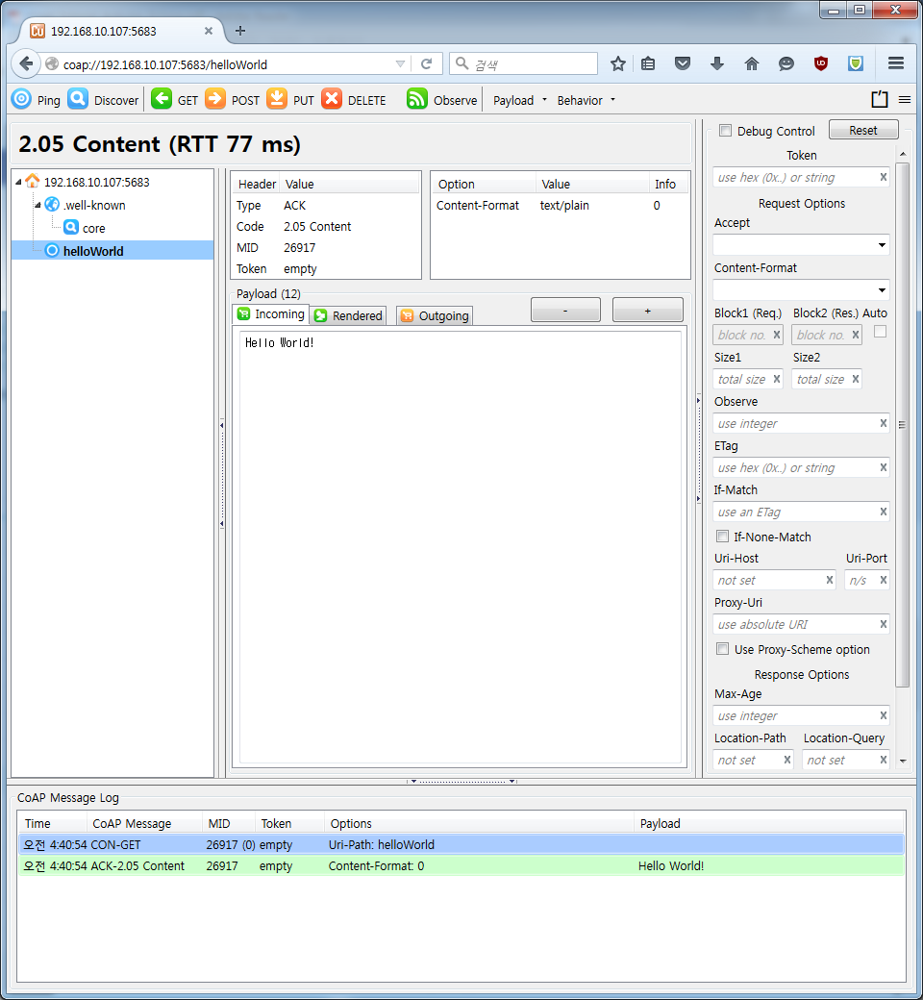 192.168.10.107:5683
coap://192.168.10.107:5683/helloWorld
검색
Ping Discover GET POST PUT DELETE Observe Payload Behavior
2.05 Content (RTT 77 ms)
192.168.10.107:5683
.well-known
core
helloWorld
Header Value
Type ACK
Code 2.05 Content
MID 26917
Token empty
Option Value Info
Content-Format text/plain 0
Payload (12)
Incoming Rendered Outgoing - +
Hello World!
Debug Control Reset
Token
use hex (0x..) or string x
Request Options
Accept
Content-Format
Block1 (Req.) Block2 (Res.) Auto
block no. x block no. x
Size1 Size2
total size x total size x
Observe
use integer x
ETag
use hex (0x..) or string x
If-Match
use an ETag x
If-None-Match
Uri-Host Uri-Port
not set x n/s x
Proxy-Uri
use absolute URI x
Use Proxy-Scheme option
Response Options
Max-Age
use integer x
Location-Path Location-Query
not set x not set x
CoAP Message Log
Time CoAP Message MID Token Options Payload
오전 4:40:54 CON-GET 26917 (0) empty Uri-Path: helloWorld
오전 4:40:54 ACK-2.05 Content 26917 empty Content-Format: 0 Hello World!